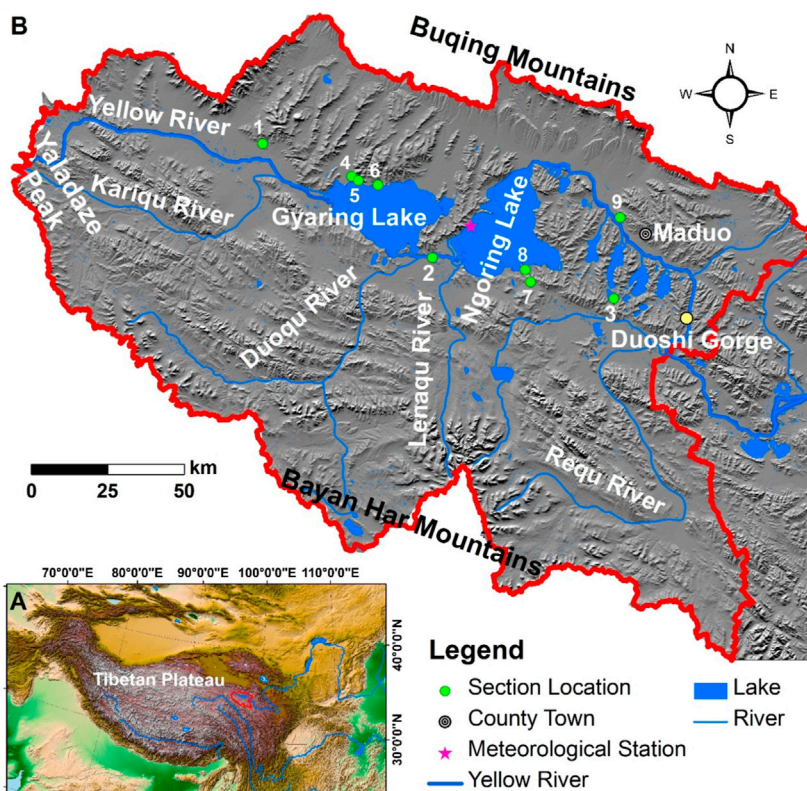 B
Buqing Mountains
N
W E
S
Yellow River
1
Yaladaze
Peak
Kariqu River
4
5
6
Gyaring Lake
Ngoring Lake
9
Maduo
2
8
7
3
Duoshi Gorge
Duoqu River
Lenaqu River
Requ River
km
0 25 50
Bayan Har Mountains
70°0'0"E 80°0'0"E 90°0'0"E 100°0'0"E 110°0'0"E
A
Tibetan Plateau
40°0'0"N
30°0'0"N
Legend
Section Location
County Town
Meteorological Station
Yellow River
Lake
River